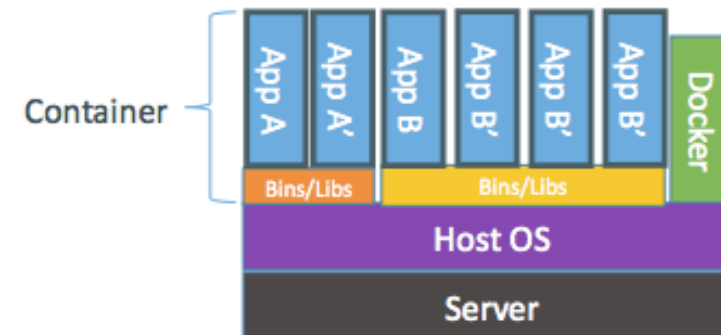 Container
App A
App A’
App B
App B’
App B’
App B’
Docker
Bins/Libs
Bins/Libs
Host OS
Server